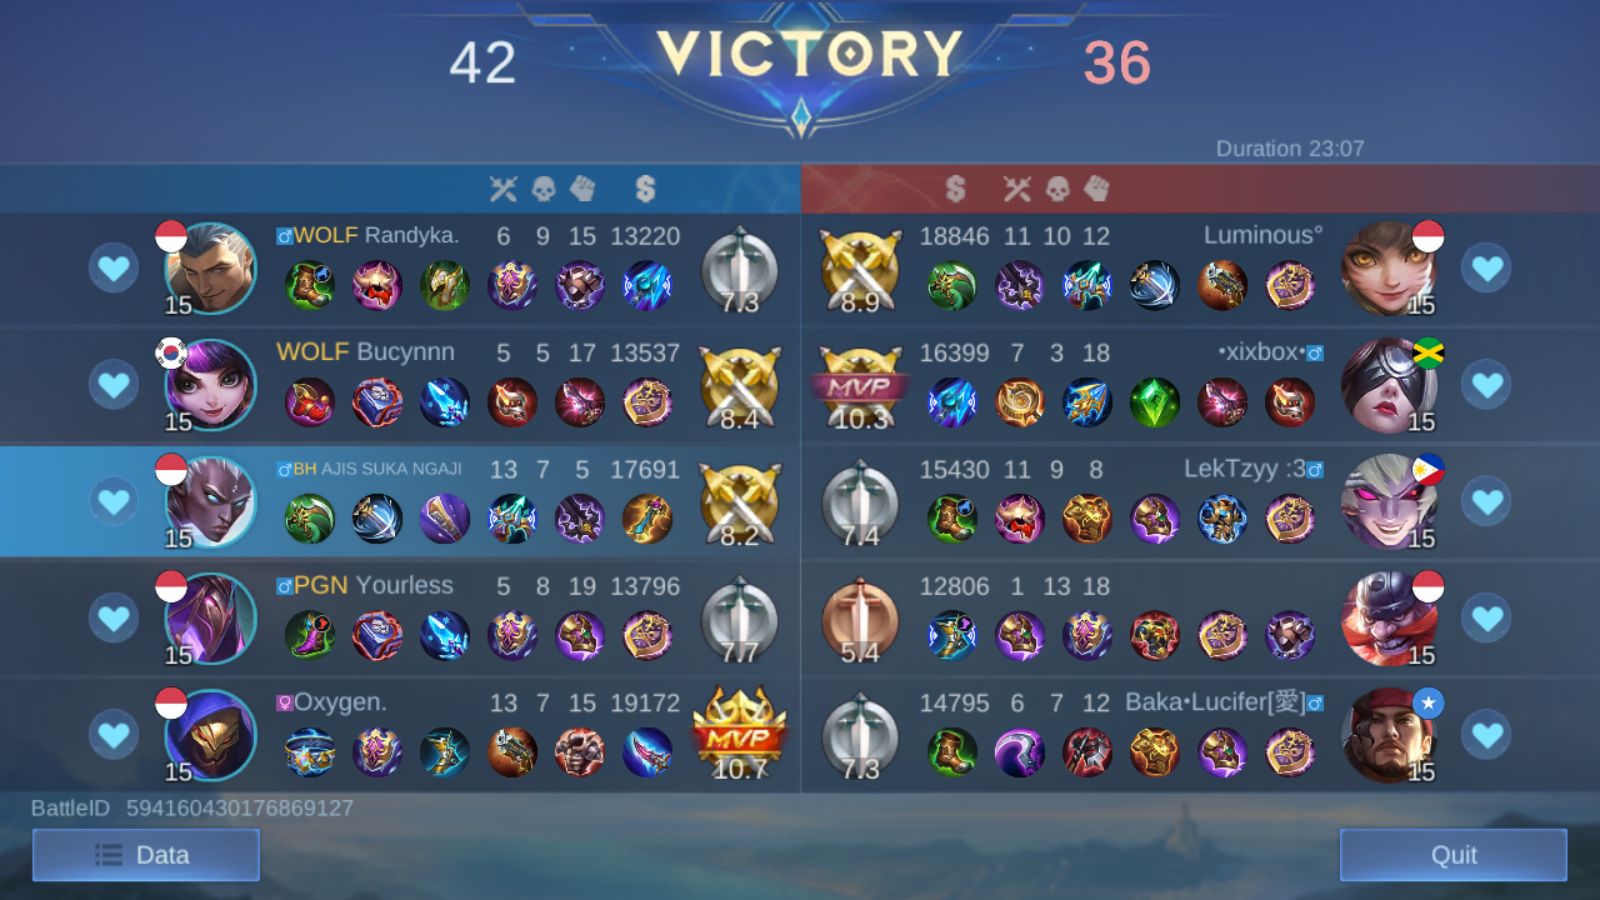 42 VICTORY 36
Duration 23:07
15 WOLF Randyka. 6 9 15 13220 7.3
8.9 18846 11 10 12 Luminous° 15
15 WOLF Bucynnn 5 5 17 13537 8.4
MVP 10.3 16399 7 3 18 •xixbox• 15
15 BH AJIS SUKA NGAJI 13 7 5 17691 8.2
7.4 15430 11 9 8 LekTzyy :3 15
15 PGN Yourless 5 8 19 13796 7.7
5.4 12806 1 13 18 15
15 Oxygen. 13 7 15 19172 MVP 10.7
7.3 14795 6 7 12 Baka•Lucifer[愛] 15
BattleID 594160430176869127
Data
Quit